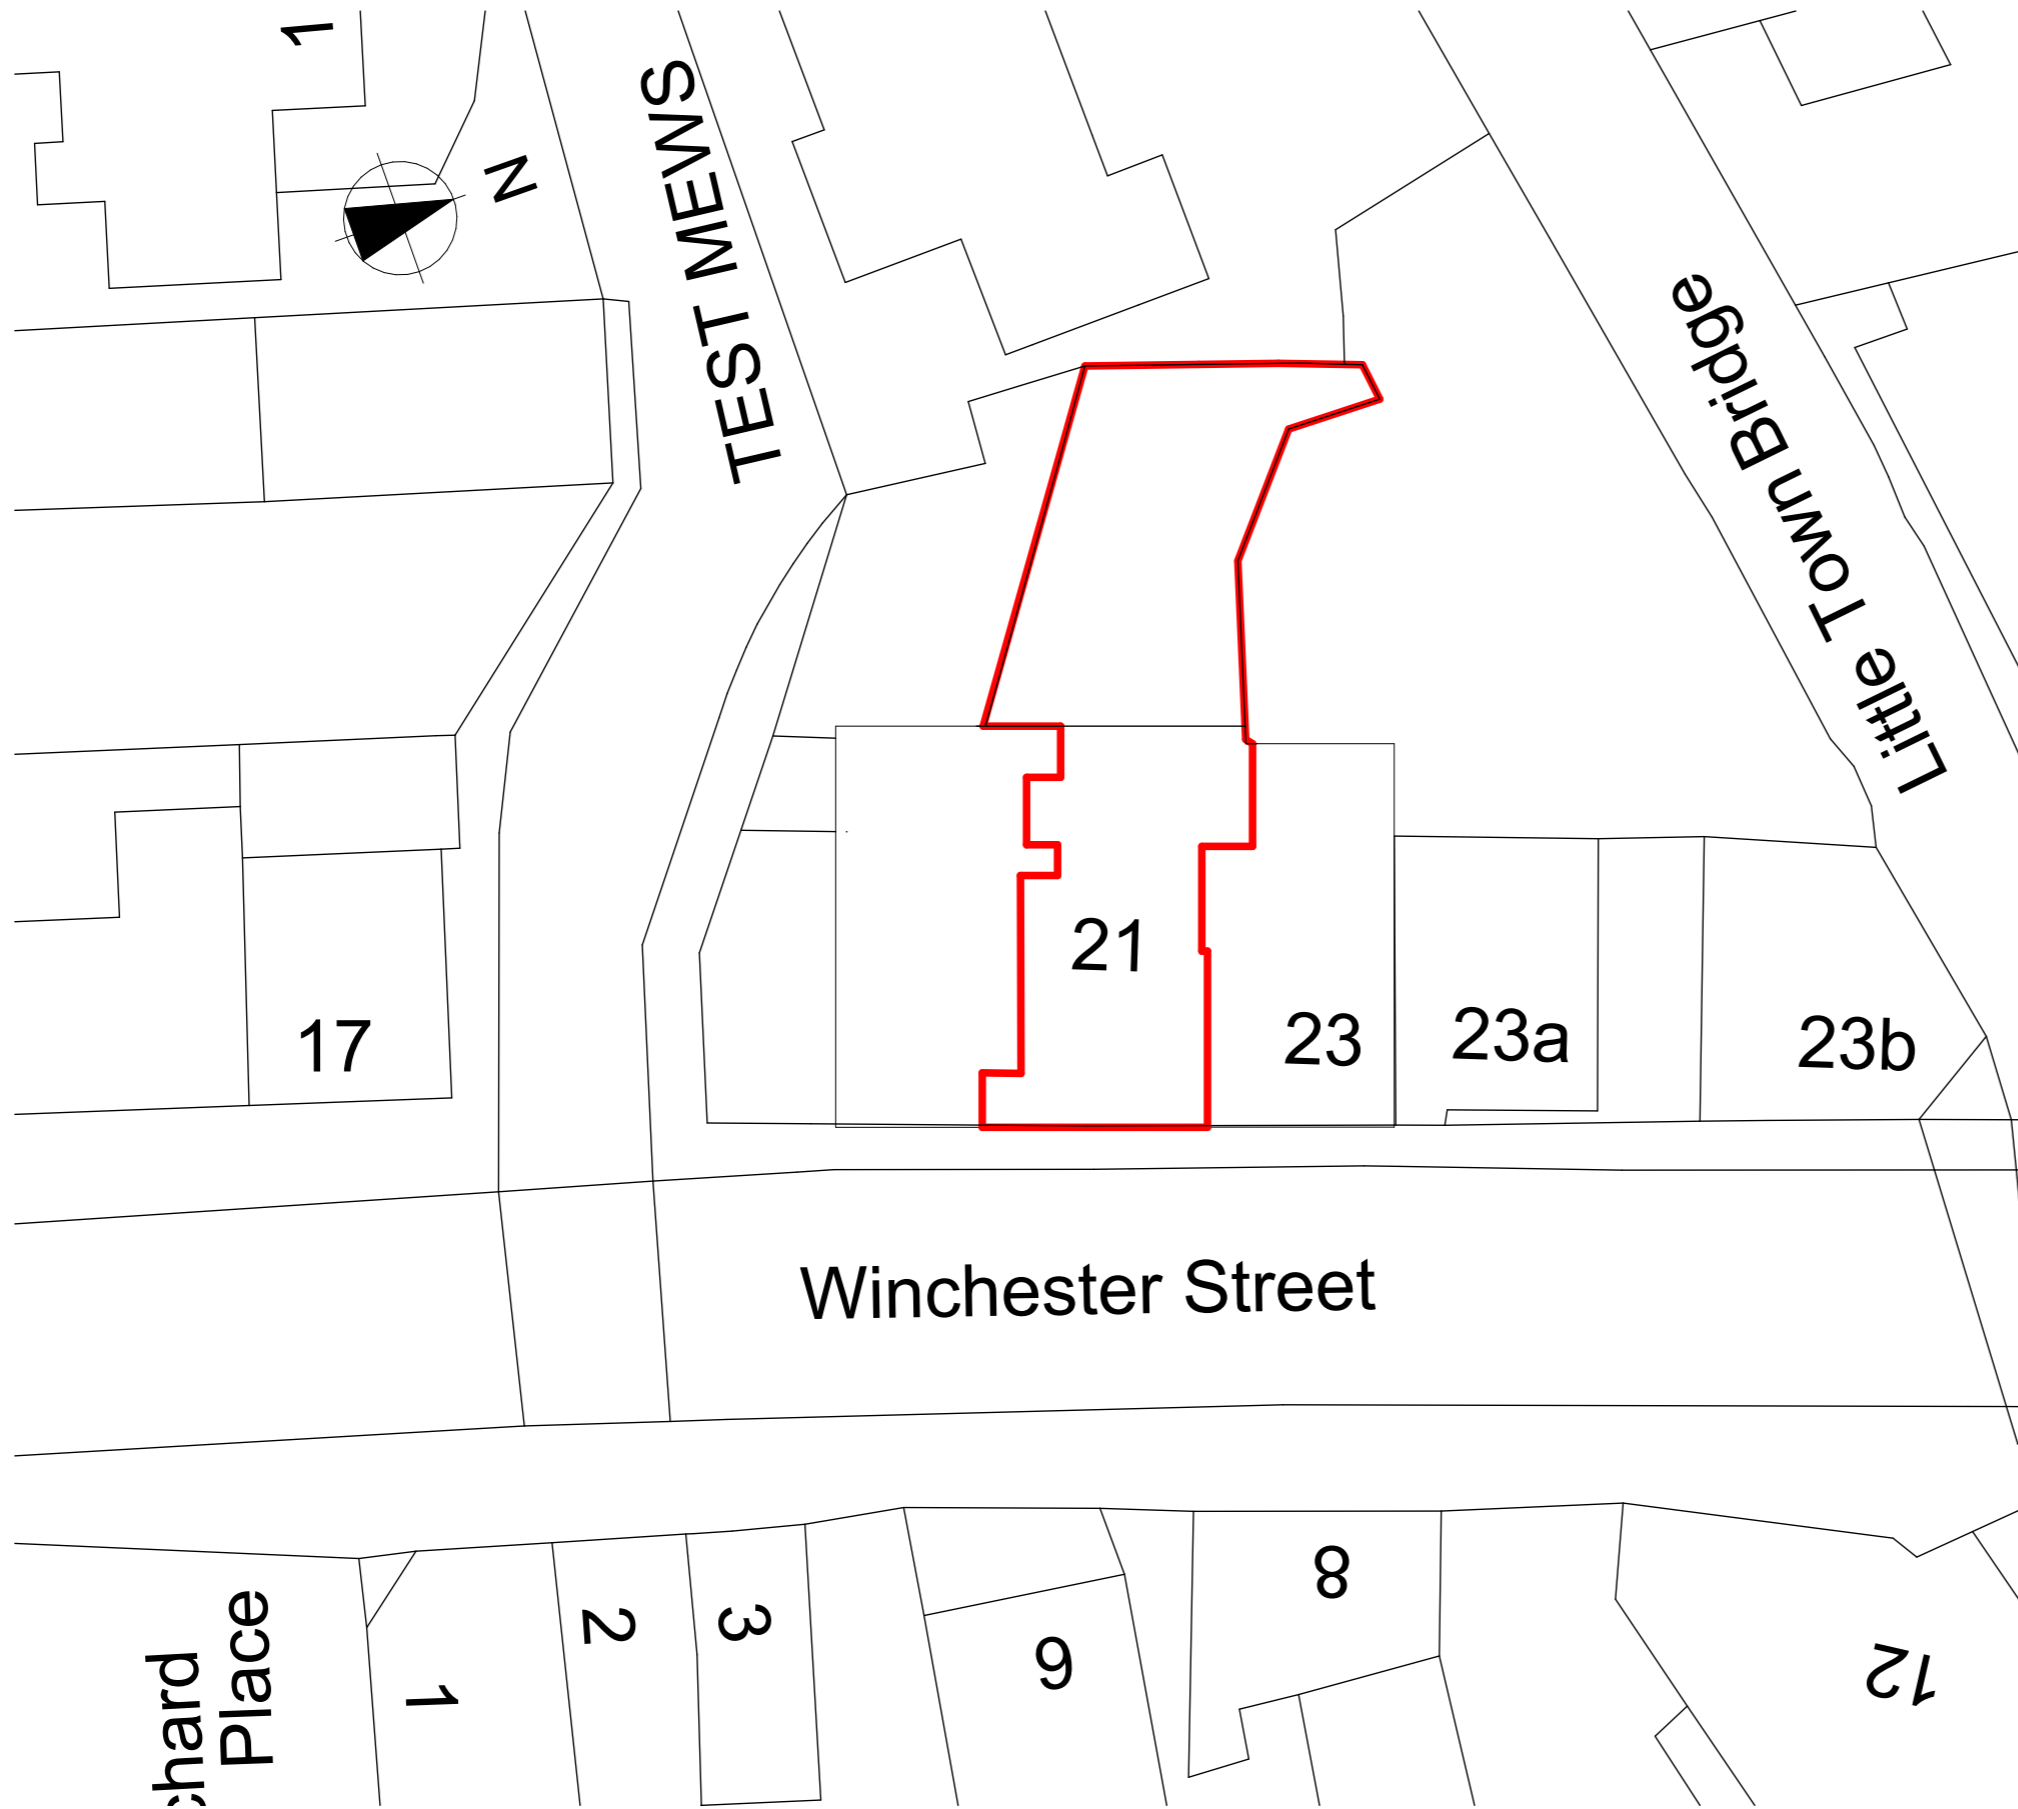 1
N
TEST MEWS
Little Town Bridge
21
17
23
23a
23b
Winchester Street
8
2
3
6
1
12
chard
Place